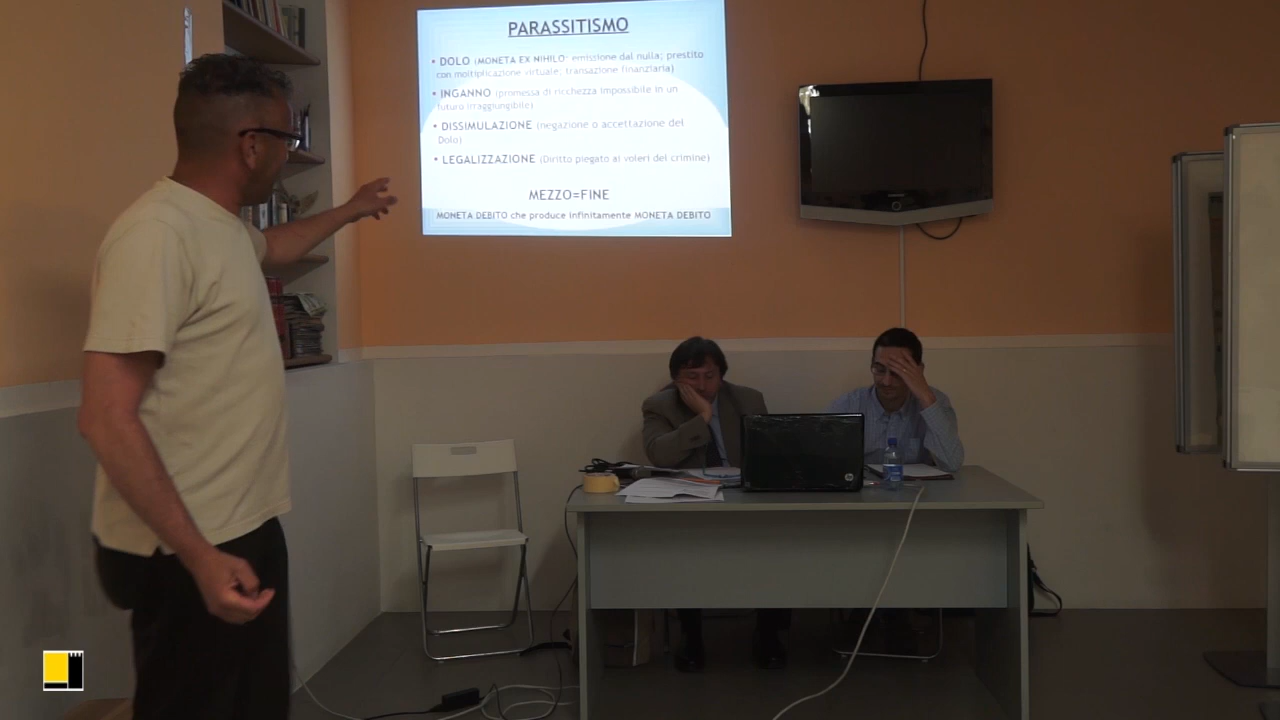 PARASSITISMO
• DOLO (MONETA EX NIHILO: emissione dal nulla; prestito
con moltiplicazione virtuale; transazione finanziaria)
• INGANNO (promessa di ricchezza impossibile in un
futuro irraggiungibile)
• DISSIMULAZIONE (negazione o accettazione del
Dolo)
• LEGALIZZAZIONE (Diritto piegato ai voleri del crimine)
MEZZO=FINE
MONETA DEBITO che produce infinitamente MONETA DEBITO
hp